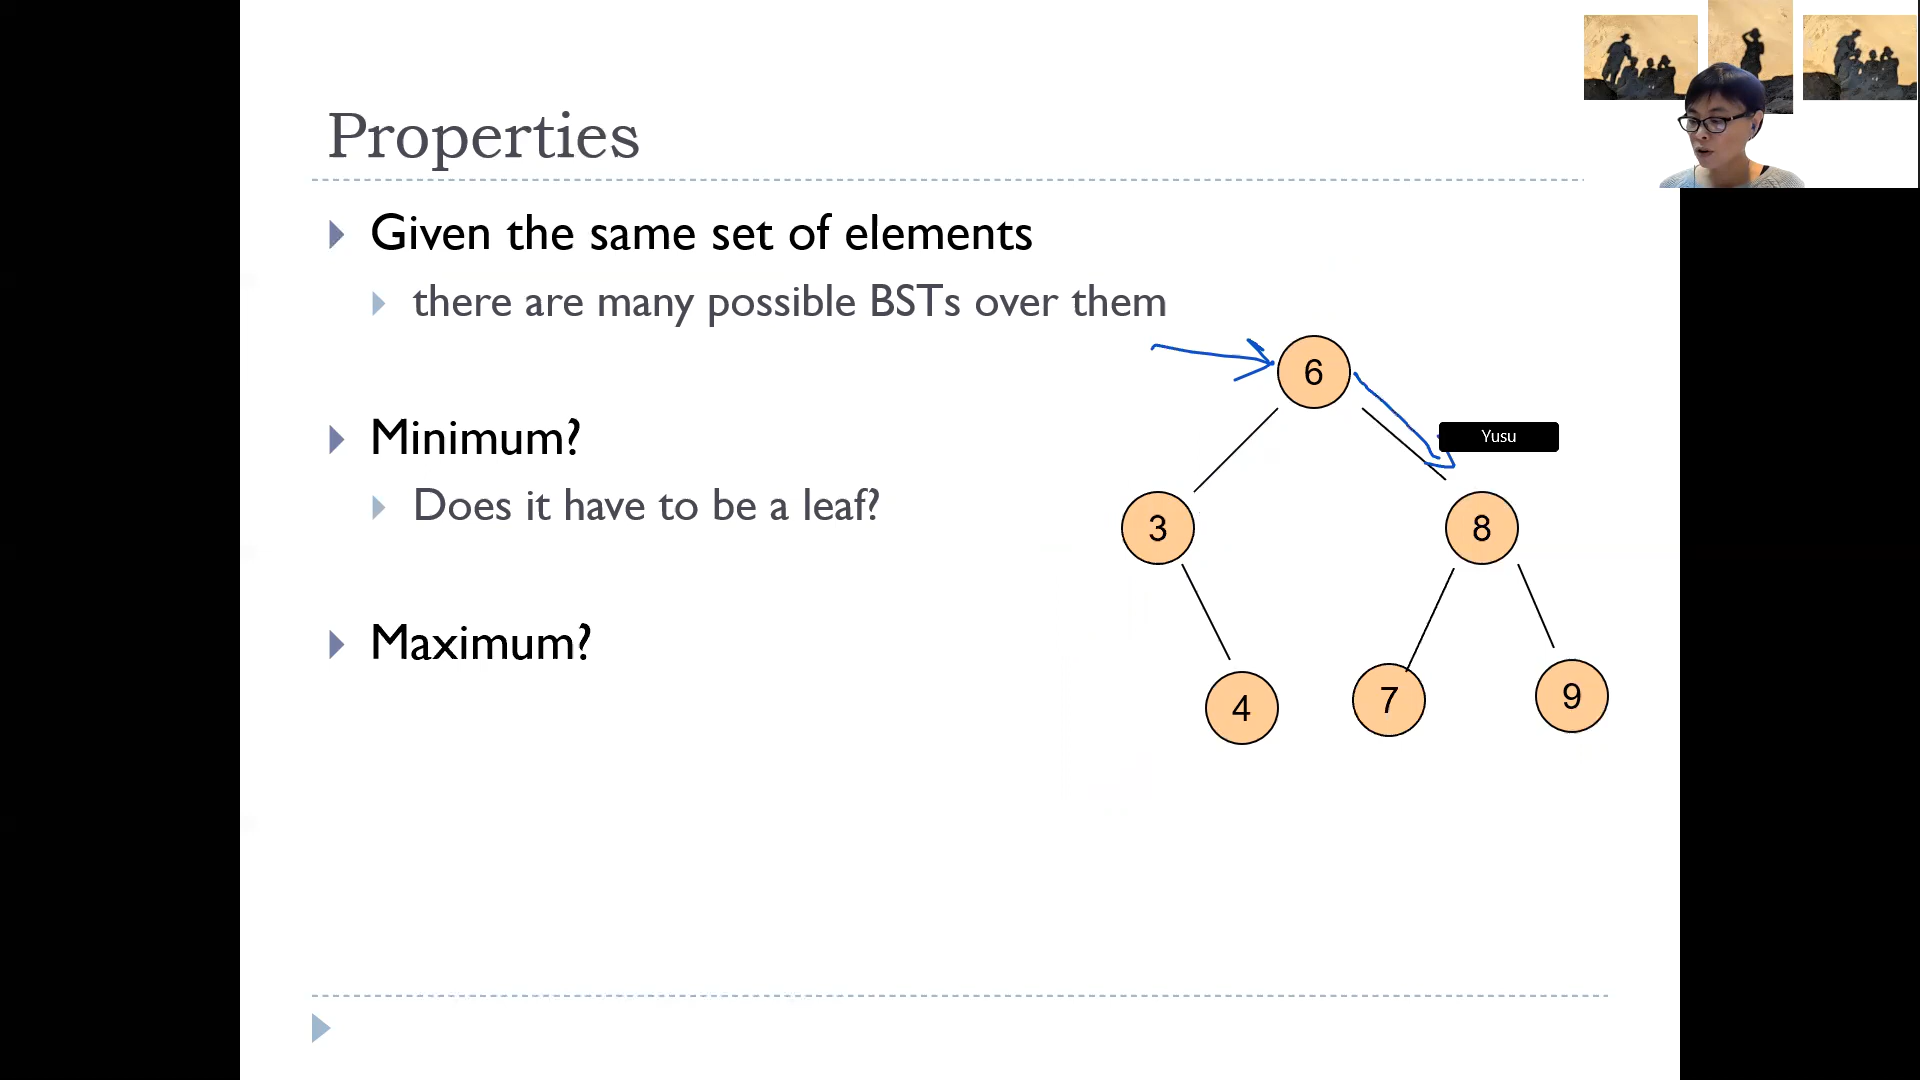 Properties
Given the same set of elements
there are many possible BSTs over them
Minimum?
Does it have to be a leaf?
Maximum?
6
Yusu
3
8
4
7
9